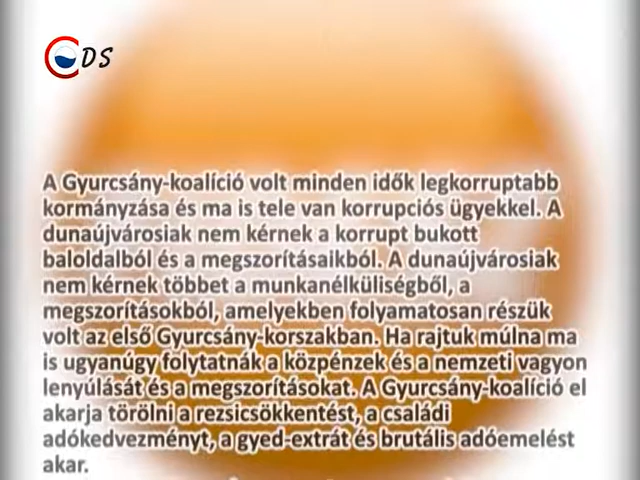 DS
A Gyurcsány-koalíció volt minden idők legkorruptabb
kormányzása és ma is tele van korrupciós ügyekkel. A
dunaújvárosiak nem kérnek a korrupt bukott
baloldalból és a megszorításaikból. A dunaújvárosiak
nem kérnek többet a munkanélküliségből, a
megszorításokból, amelyekben folyamatosan részük
volt az első Gyurcsány-korszakban. Ha rajtuk múlna ma
is ugyanúgy folytatnák a közpénzek és a nemzeti vagyon
lenyúlását és a megszorításokat. A Gyurcsány-koalíció el
akarja törölni a rezsicsökkentést, a családi
adókedvezményt, a gyed-extrát és brutális adóemelést
akar.